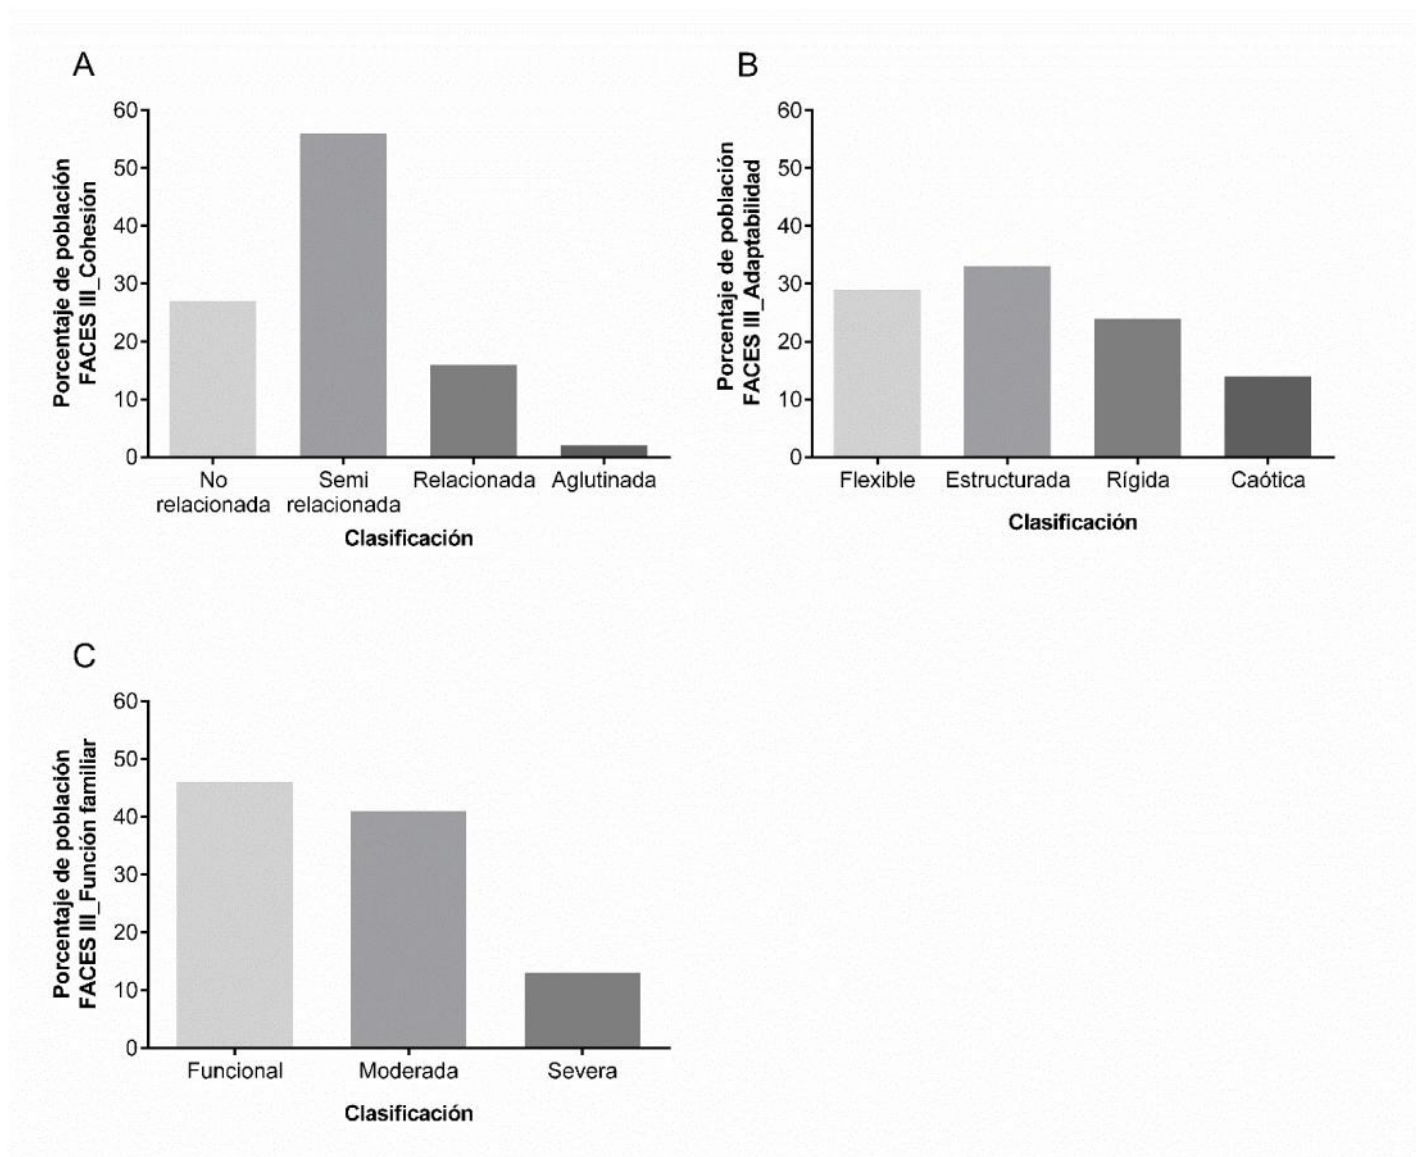 A
Porcentaje de población
FACES III_Cohesión
60
50
40
30
20
10
0
No
relacionada
Semi
relacionada
Relacionada
Aglutinada
Clasificación
B
Porcentaje de población
FACES III_Adaptabilidad
60
50
40
30
20
10
0
Flexible
Estructurada
Rígida
Caótica
Clasificación
C
Porcentaje de población
FACES III_Función familiar
60
50
40
30
20
10
0
Funcional
Moderada
Severa
Clasificación